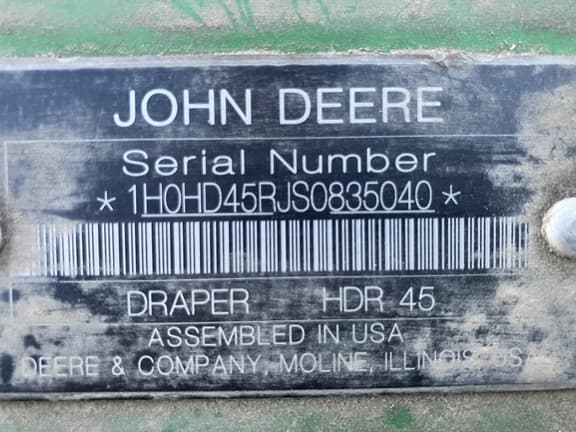 JOHN DEERE
Serial Number
*1H0HD45RJS0835040*
DRAPER HDR 45
ASSEMBLED IN USA
DEERE & COMPANY, MOLINE, ILLINOIS US